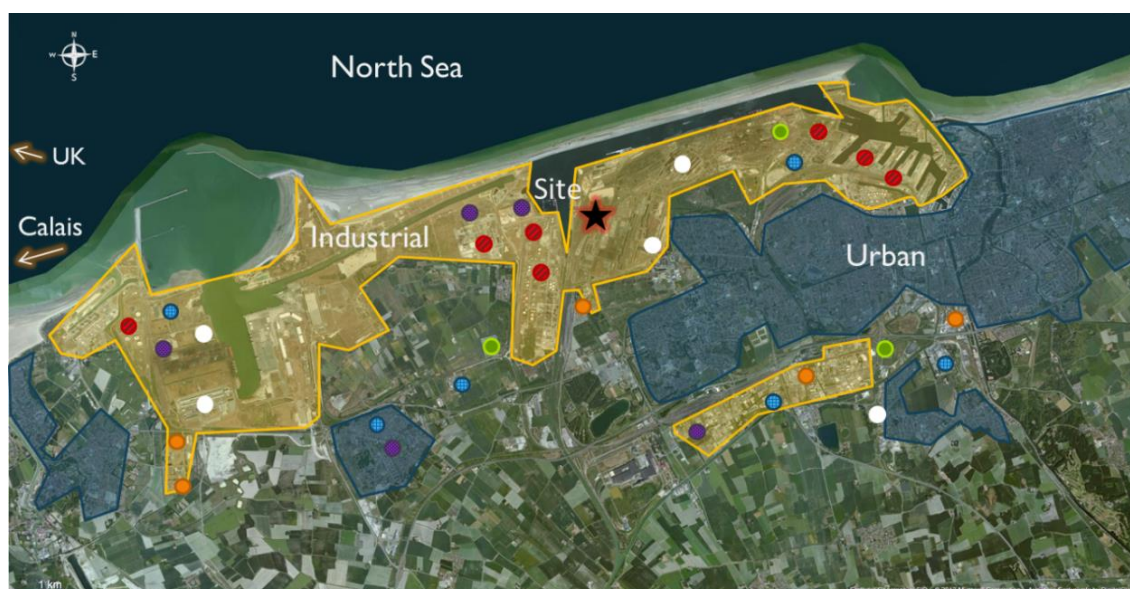 N
W E
S
North Sea
UK
Calais
Site
Industrial
Urban
1 km